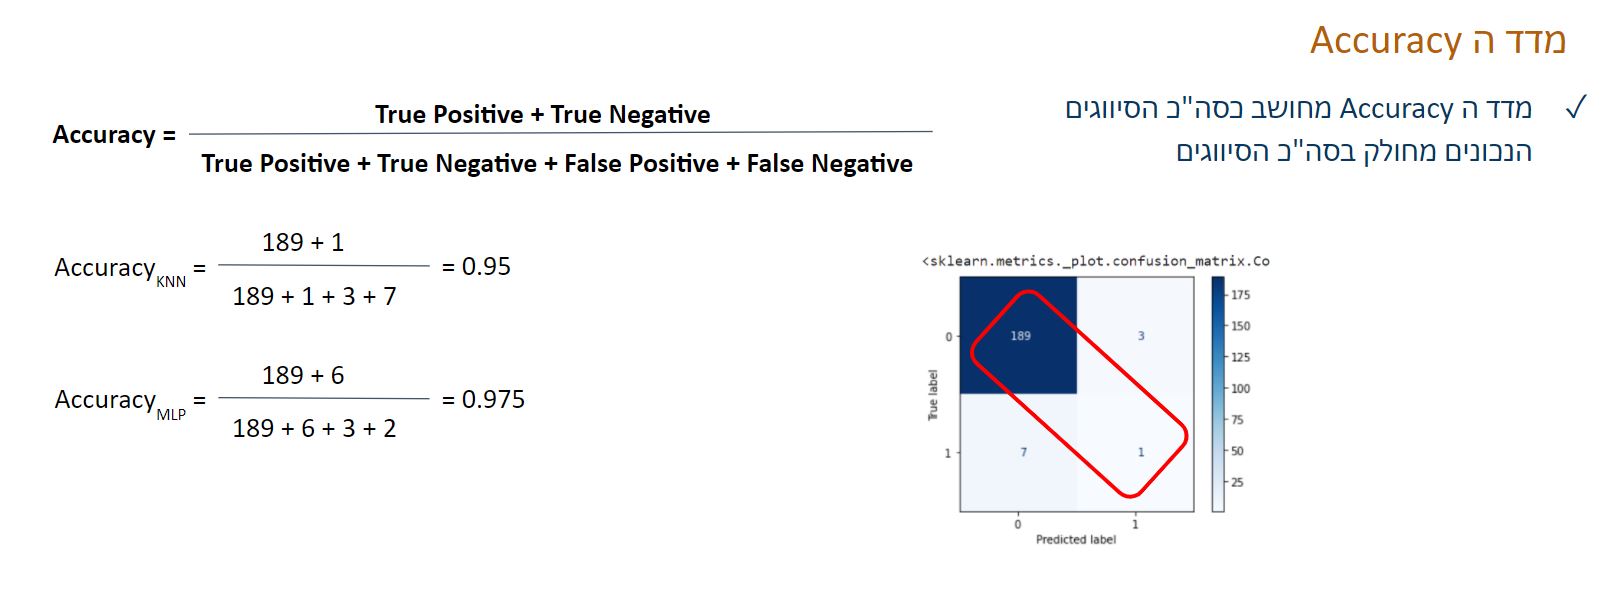 מדד ה Accuracy
✓ מדד ה Accuracy מחושב כסה"כ הסיווגים
הנכונים מחולק בסה"כ הסיווגים
True Positive + True Negative
Accuracy =
True Positive + True Negative + False Positive + False Negative
189 + 1
AccuracyKNN = = 0.95
189 + 1 + 3 + 7
189 + 6
AccuracyMLP = = 0.975
189 + 6 + 3 + 2
<sklearn.metrics._plot.confusion_matrix.Co
175
150
125
100
75
50
25
0 189 3
1 7 1
True label
0 1
Predicted label